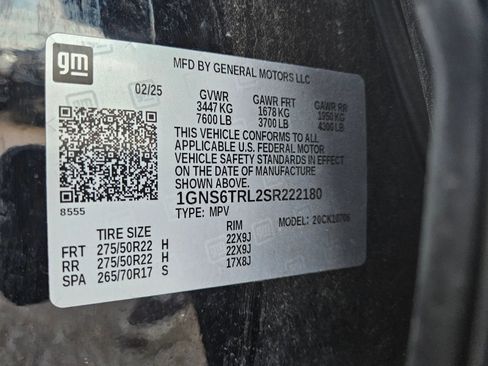 gm
MFD BY GENERAL MOTORS LLC
02/25 GVWR GAWR FRT GAWR RR
3447 KG 1678 KG 1950 KG
7600 LB 3700 LB 4300 LB
THIS VEHICLE CONFORMS TO ALL
APPLICABLE U.S. FEDERAL MOTOR
VEHICLE SAFETY STANDARDS IN EFFECT
ON THE DATE OF MANUFACTURE
SHOWN ABOVE.
1GNS6TRL2SR222180
8555 TYPE: MPV MODEL:
TIRE SIZE RIM
FRT 275/50R22 H 22X9J
RR 275/50R22 H 22X9J
SPA 265/70R17 S 17X8J